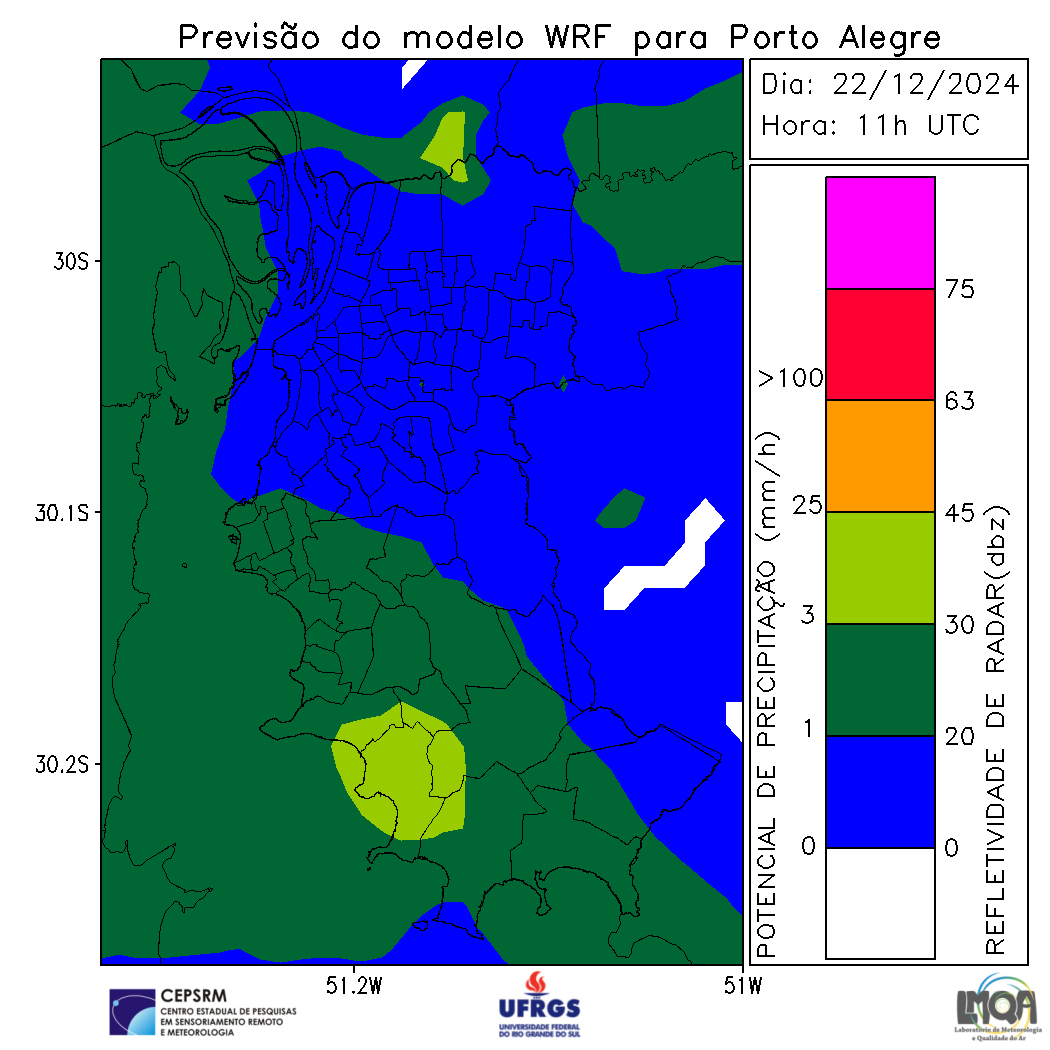 Previsão do modelo WRF para Porto Alegre
Dia: 22/12/2024
Hora: 11h UTC
30S
30.1S
30.2S
51.2W
51W
POTENCIAL DE PRECIPITAÇÃO (mm/h)
>100
25
3
1
0
75
63
45
30
20
0
REFLETIVIDADE DE RADAR(dbz)
CEPSRM
CENTRO ESTADUAL DE PESQUISAS
EM SENSORIAMENTO REMOTO
E METEOROLOGIA
UFRGS
UNIVERSIDADE FEDERAL
DO RIO GRANDE DO SUL
LMQA
Laboratório de Meteorologia
e Qualidade do Ar